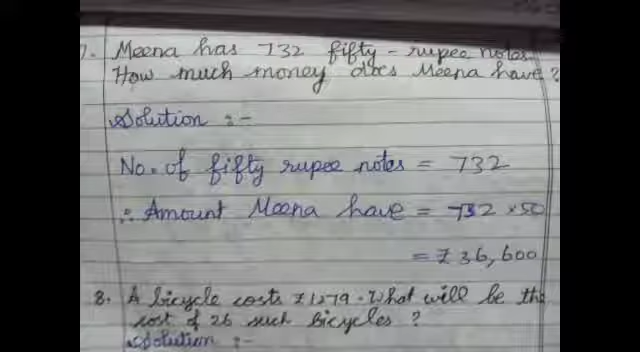 7. Meena has 732 fifty-rupee notes.
How much money does Meena have?
Solution :-
No. of fifty rupee notes = 732
∴ Amount Meena have = 732 × 50
= ₹ 36,600
8. A bicycle costs ₹1279. What will be the
cost of 26 such bicycles?
Solution :-